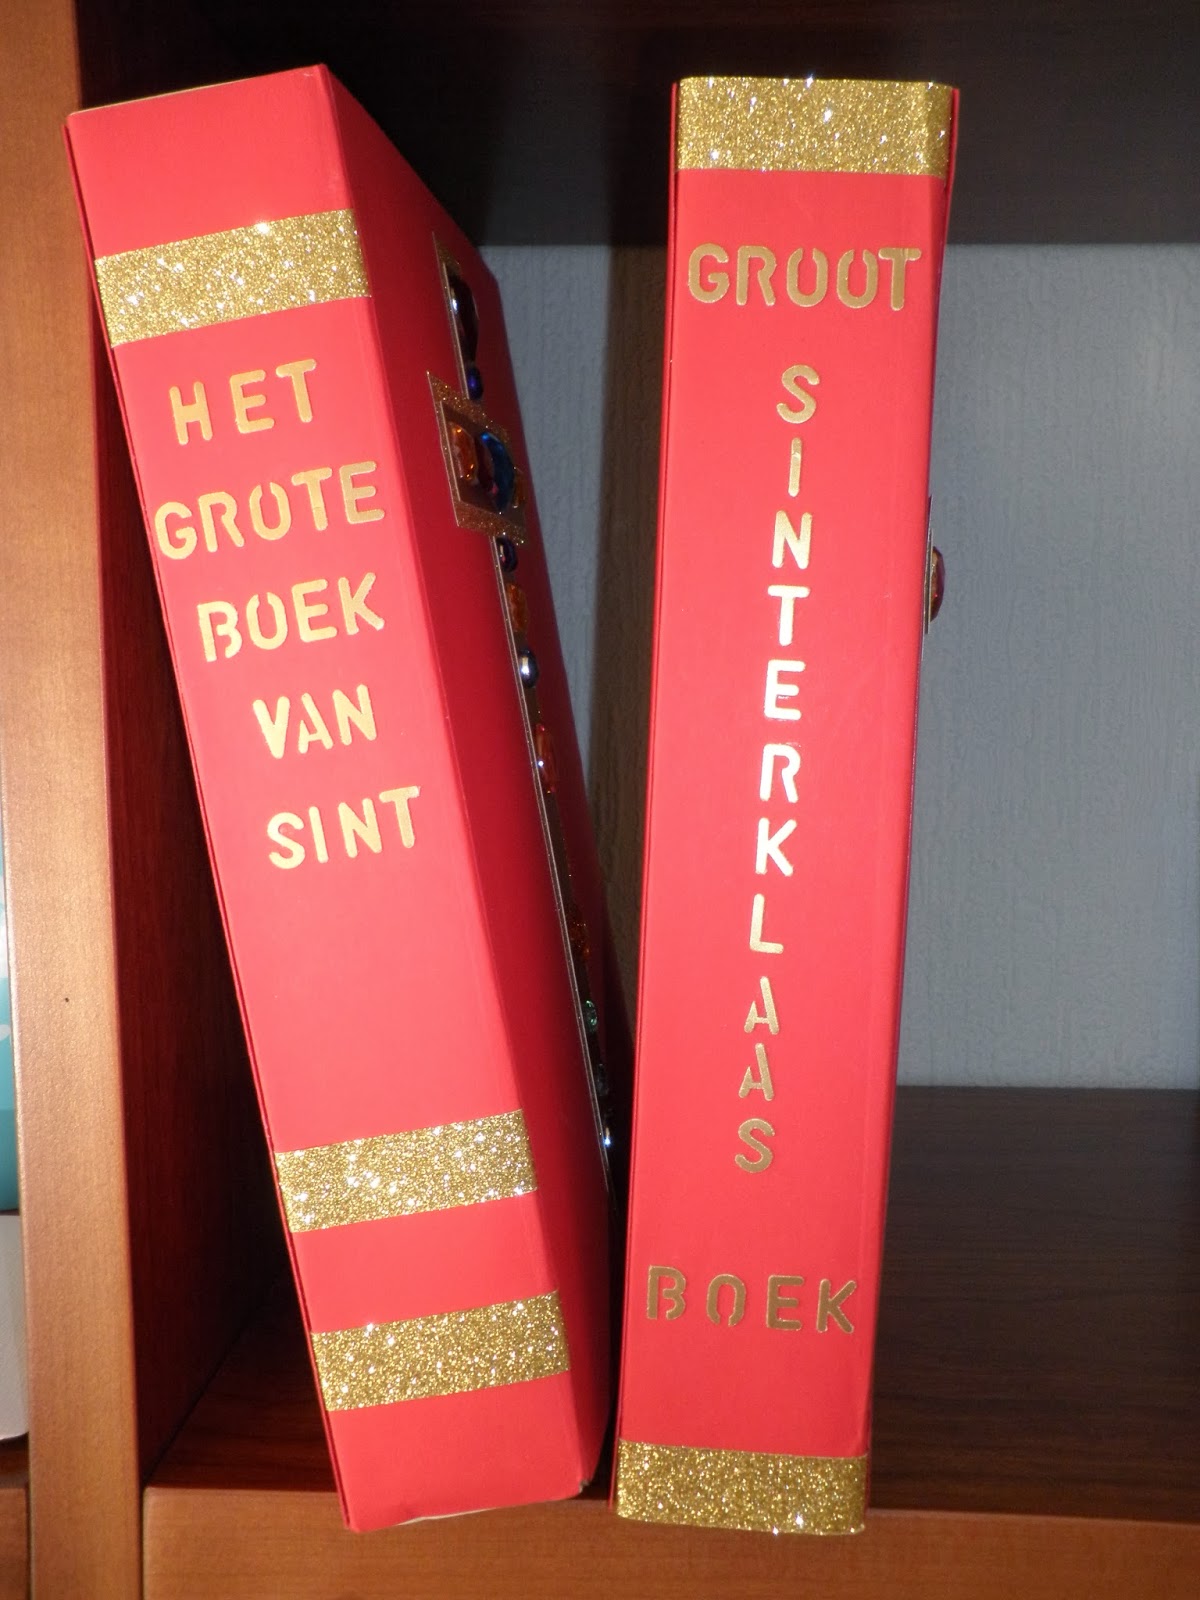 HET
GROTE
BOEK
VAN
SINT
GROOT
SINTERKLAAS
BOEK